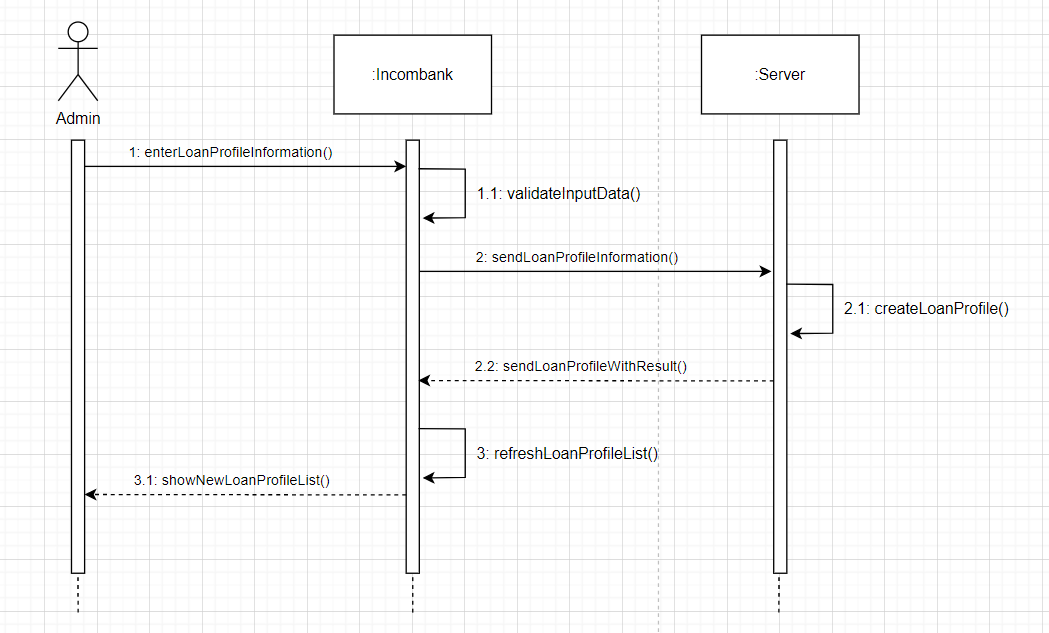 :Incombank
:Server
Admin
1: enterLoanProfileInformation()
1.1: validateInputData()
2: sendLoanProfileInformation()
2.1: createLoanProfile()
2.2: sendLoanProfileWithResult()
3: refreshLoanProfileList()
3.1: showNewLoanProfileList()